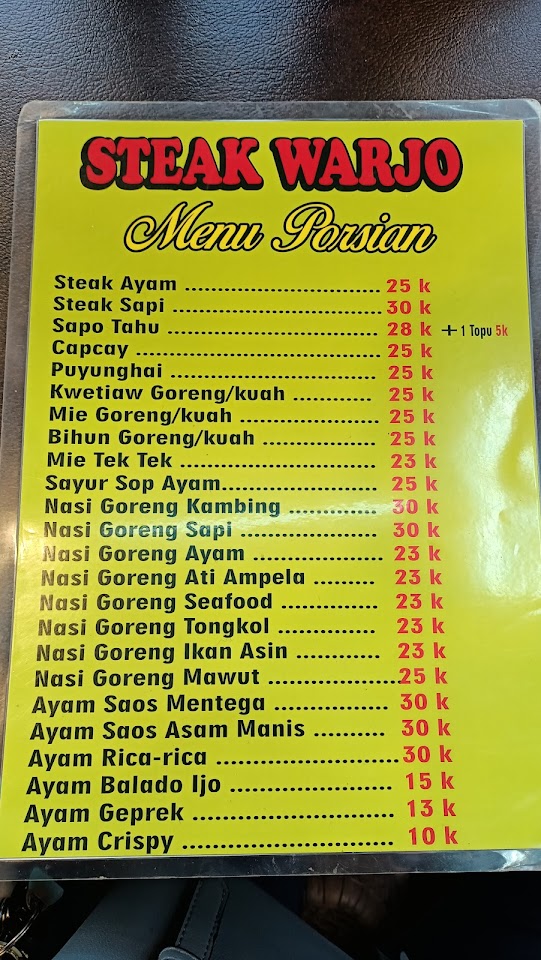 STEAK WARJO
Menu Porsian
Steak Ayam ................................ 25 k
Steak Sapi .................................. 30 k
Sapo Tahu ................................... 28 k + 1 Topu 5k
Capcay ........................................ 25 k
Puyunghai .................................. 25 k
Kwetiaw Goreng/kuah ............. 25 k
Mie Goreng/kuah ....................... 25 k
Bihun Goreng/kuah ................... 25 k
Mie Tek Tek ................................ 23 k
Sayur Sop Ayam.......................... 25 k
Nasi Goreng Kambing .............. 30 k
Nasi Goreng Sapi ...................... 30 k
Nasi Goreng Ayam ..................... 23 k
Nasi Goreng Ati Ampela .......... 23 k
Nasi Goreng Seafood ................ 23 k
Nasi Goreng Tongkol ................ 23 k
Nasi Goreng Ikan Asin ............. 23 k
Nasi Goreng Mawut ....................25 k
Ayam Saos Mentega .................. 30 k
Ayam Saos Asam Manis ........... 30 k
Ayam Rica-rica ............................30 k
Ayam Balado Ijo ......................... 15 k
Ayam Geprek ............................... 13 k
Ayam Crispy ................................ 10 k